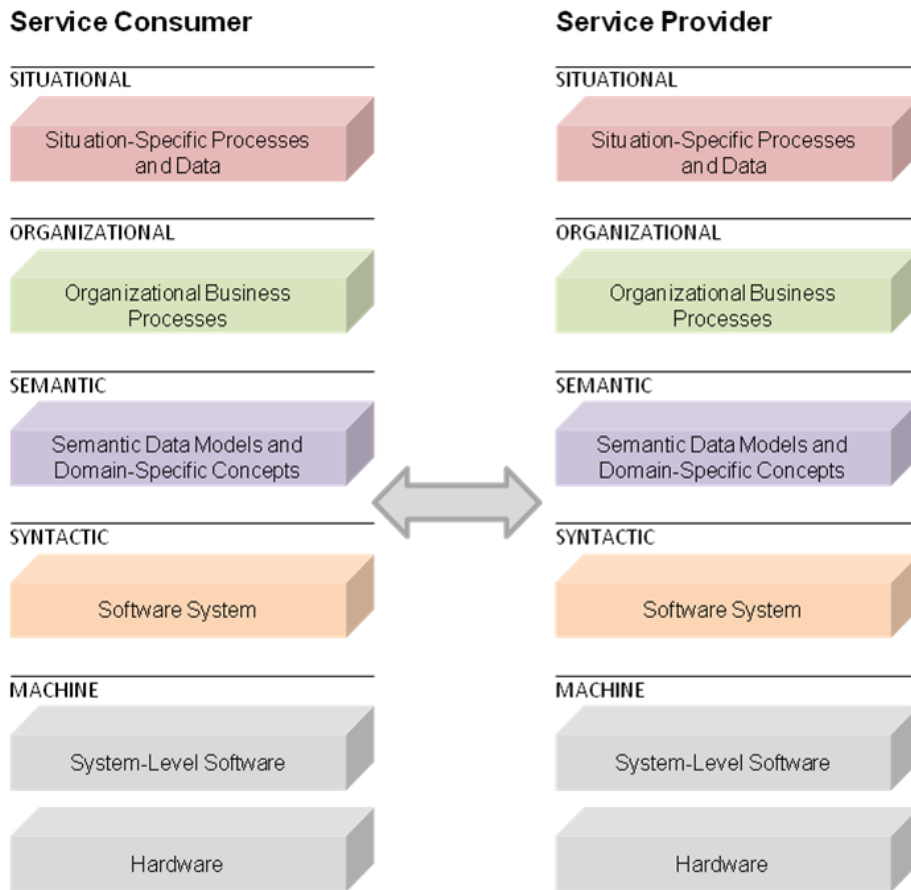 Service Consumer
SITUATIONAL
Situation-Specific Processes
and Data
ORGANIZATIONAL
Organizational Business
Processes
SEMANTIC
Semantic Data Models and
Domain-Specific Concepts
SYNTACTIC
Software System
MACHINE
System-Level Software
Hardware
Service Provider
SITUATIONAL
Situation-Specific Processes
and Data
ORGANIZATIONAL
Organizational Business
Processes
SEMANTIC
Semantic Data Models and
Domain-Specific Concepts
SYNTACTIC
Software System
MACHINE
System-Level Software
Hardware